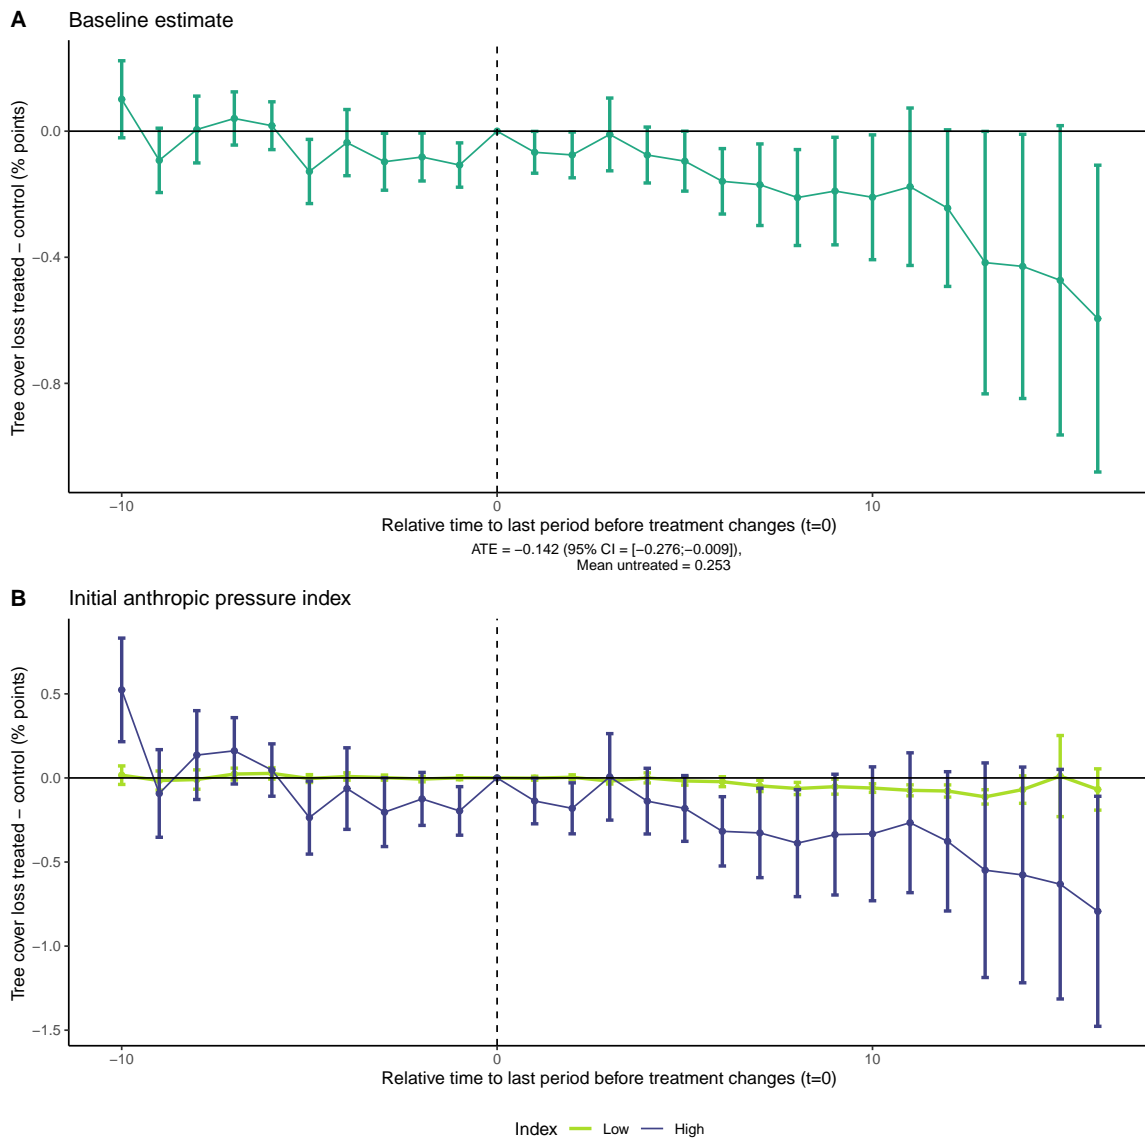 A Baseline estimate
Tree cover loss treated − control (% points)
0.0
−0.4
−0.8
−10 0 10
Relative time to last period before treatment changes (t=0)
ATE = −0.142 (95% CI = [−0.276;−0.009]),
Mean untreated = 0.253
B Initial anthropic pressure index
Tree cover loss treated − control (% points)
0.5
0.0
−0.5
−1.0
−1.5
−10 0 10
Relative time to last period before treatment changes (t=0)
Index Low High